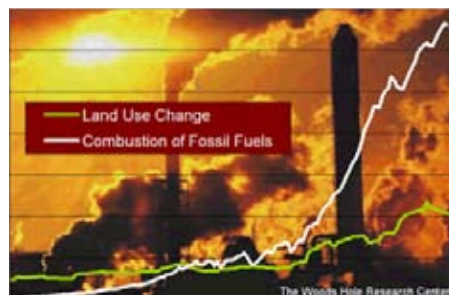 Land Use Change
Combustion of Fossil Fuels
The Woods Hole Research Center